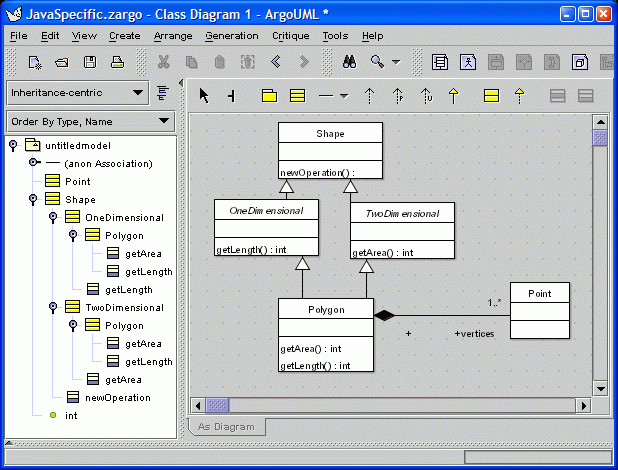 JavaSpecific.zargo - Class Diagram 1 - ArgoUML *
File Edit View Create Arrange Generation Critique Tools Help
Inheritance-centric
Order By Type, Name
untitledmodel
(anon Association)
Point
Shape
OneDimensional
Polygon
getArea
getLength
getLength
TwoDimensional
Polygon
getArea
getLength
getArea
newOperation
int
P
U
Shape
newOperation() :
OneDimensional
getLength() : int
TwoDimensional
getArea() : int
Polygon
getArea() : int
getLength() : int
1..*
+
+vertices
Point
As Diagram